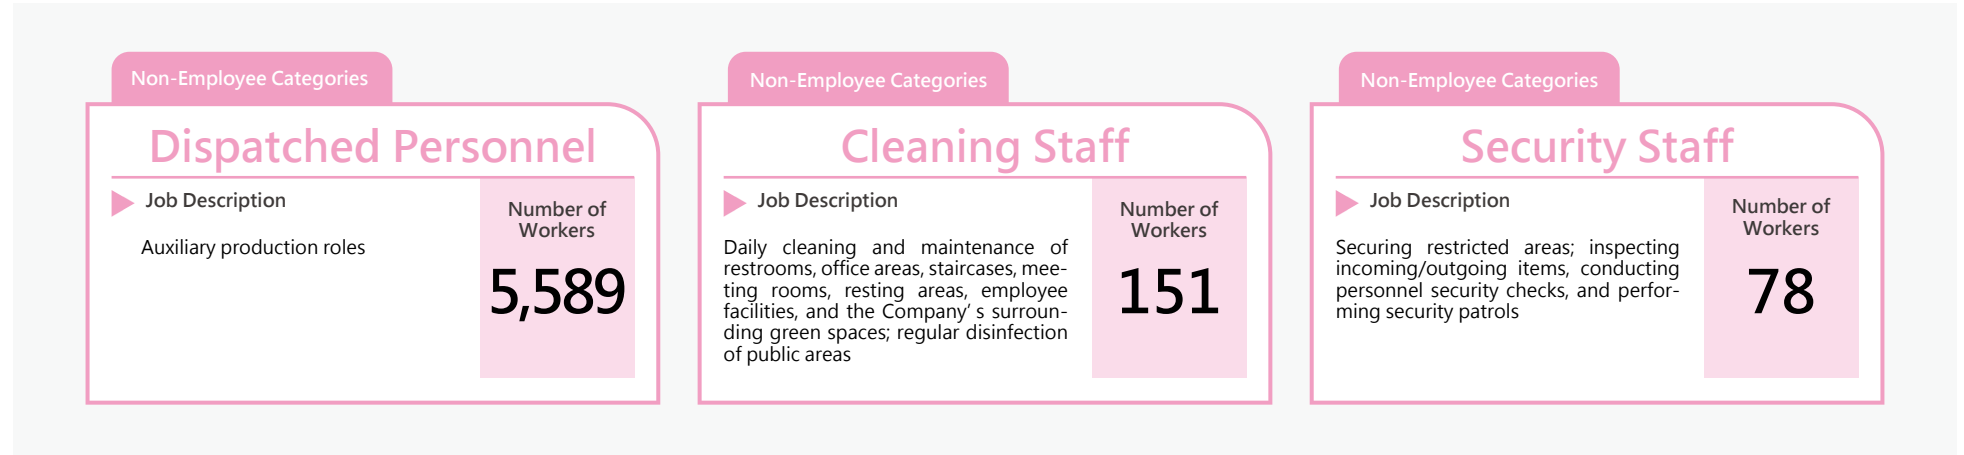 Non-Employee Categories
Dispatched Personnel
Job Description
Auxiliary production roles
Number of
Workers
5,589
Non-Employee Categories
Cleaning Staff
Job Description
Daily cleaning and maintenance of
restrooms, office areas, staircases, mee-
ting rooms, resting areas, employee
facilities, and the Company‘ s surroun-
ding green spaces; regular disinfection
of public areas
Number of
Workers
151
Non-Employee Categories
Security Staff
Job Description
Securing restricted areas; inspecting
incoming/outgoing items, conducting
personnel security checks, and perfor-
ming security patrols
Number of
Workers
78